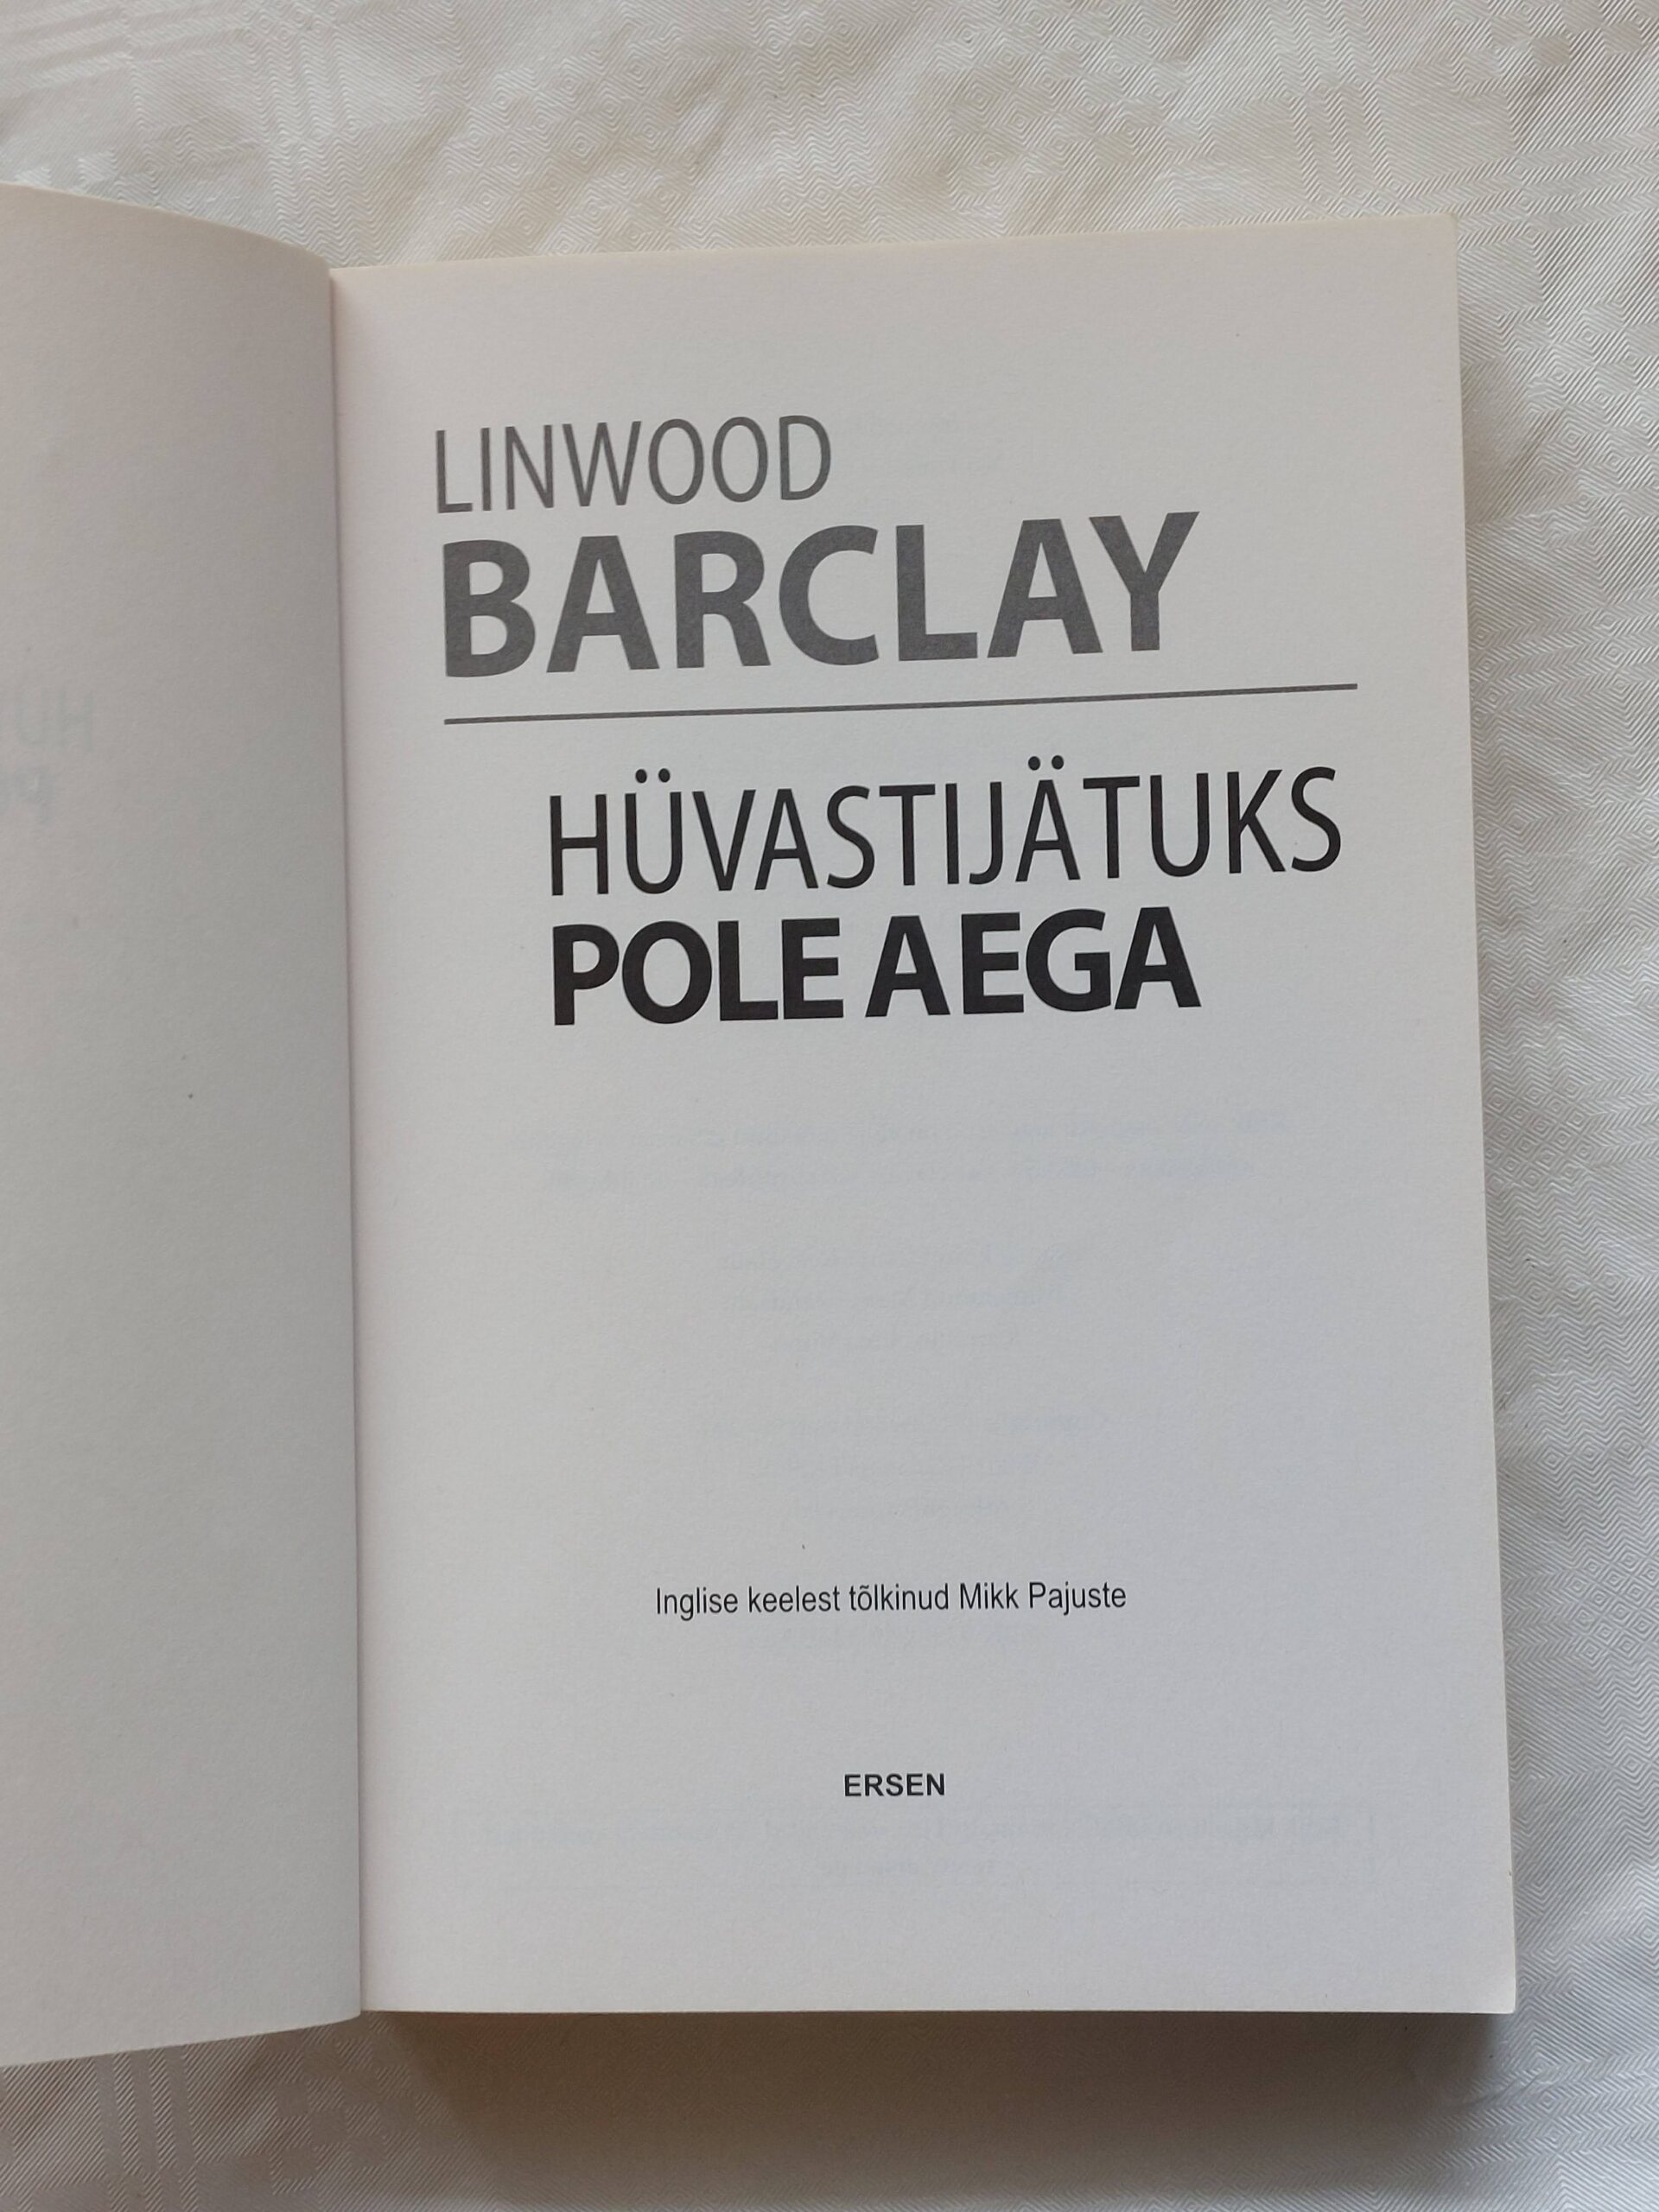 LINWOOD
BARCLAY
HÜVASTIJÄTUKS
POLE AEGA
Inglise keelest tõlkinud Mikk Pajuste
ERSEN